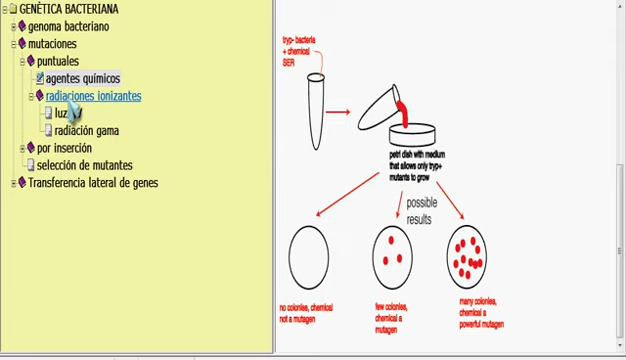 GENÈTICA BACTERIANA
genoma bacteriano
mutaciones
puntuales
agentes químicos
radiaciones ionizantes
luz
radiación gama
por inserción
selección de mutantes
Transferencia lateral de genes
tryp- bacteria
+ chemical
SER
petri dish with medium
that allows only tryp+
mutants to grow
possible
results
no colonies, chemical
not a mutagen
few colonies,
chemical a
mutagen
many colonies,
chemical a
powerful mutagen